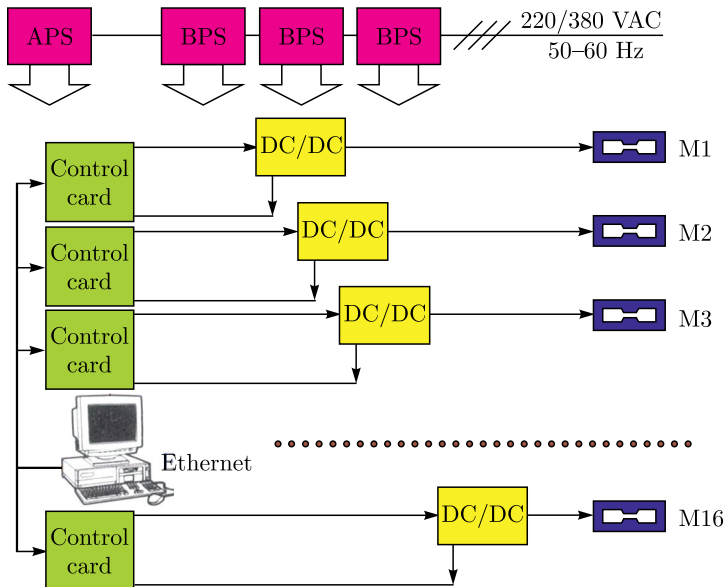 APS
BPS
BPS
BPS
220/380 VAC
50–60 Hz
Control
card
DC/DC
M1
Control
card
DC/DC
M2
Control
card
DC/DC
M3
Ethernet
Control
card
DC/DC
M16